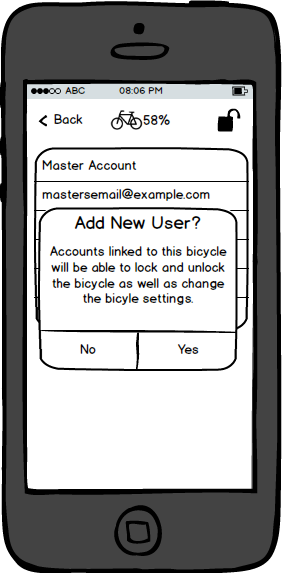 ABC 08:06 PM
Back 58%
Master Account
mastersemail@example.com
Add New User?
Accounts linked to this bicycle
will be able to lock and unlock
the bicycle as well as change
the bicyle settings.
No Yes